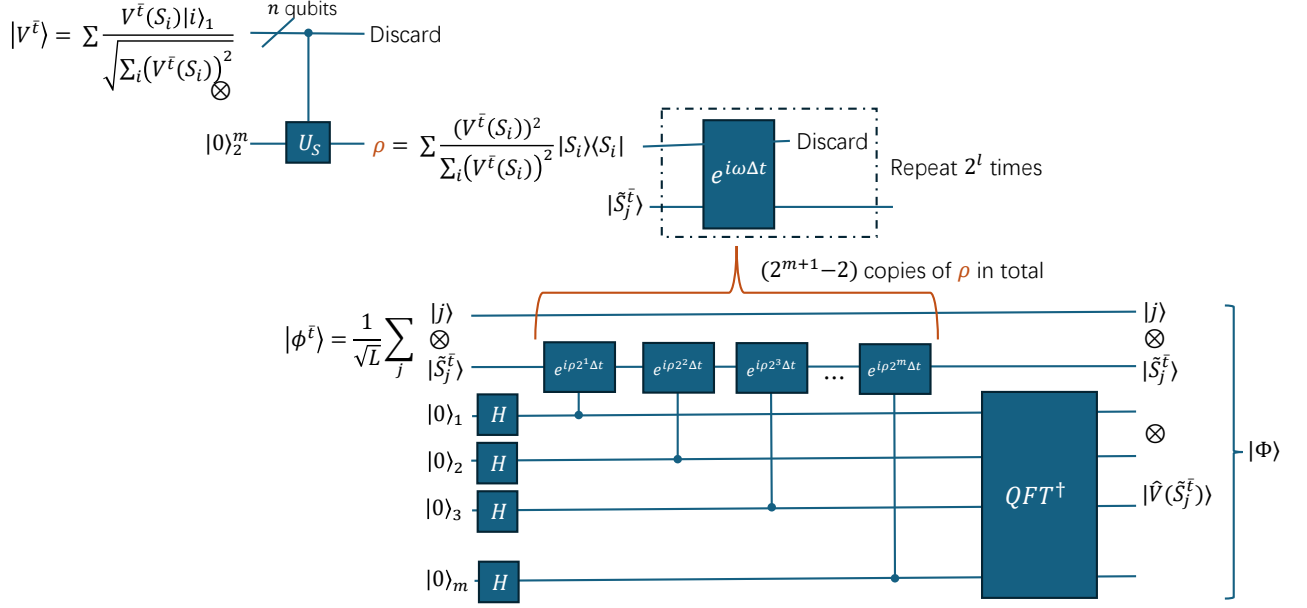 n qubits
|V^t̄⟩ = Σ V^t̄(S_i)|i⟩_1 / √(Σ_i(V^t̄(S_i))^2)
Discard
⊗
|0⟩_2^m
U_S
ρ = Σ (V^t̄(S_i))^2 / Σ_i(V^t̄(S_i))^2 |S_i⟩⟨S_i|
e^{iωΔt}
Discard
Repeat 2^l times
|S̃_j^t̄⟩
(2^{m+1}−2) copies of ρ in total
|ϕ^t̄⟩ = 1/√L Σ_j
|j⟩
⊗
|S̃_j^t̄⟩
e^{iρ2^1Δt}
e^{iρ2^2Δt}
e^{iρ2^3Δt}
...
e^{iρ2^mΔt}
|j⟩
⊗
|S̃_j^t̄⟩
|0⟩_1
H
|0⟩_2
H
|0⟩_3
H
|0⟩_m
H
QFT^†
⊗
|V̂(S̃_j^t̄)⟩
|Φ⟩